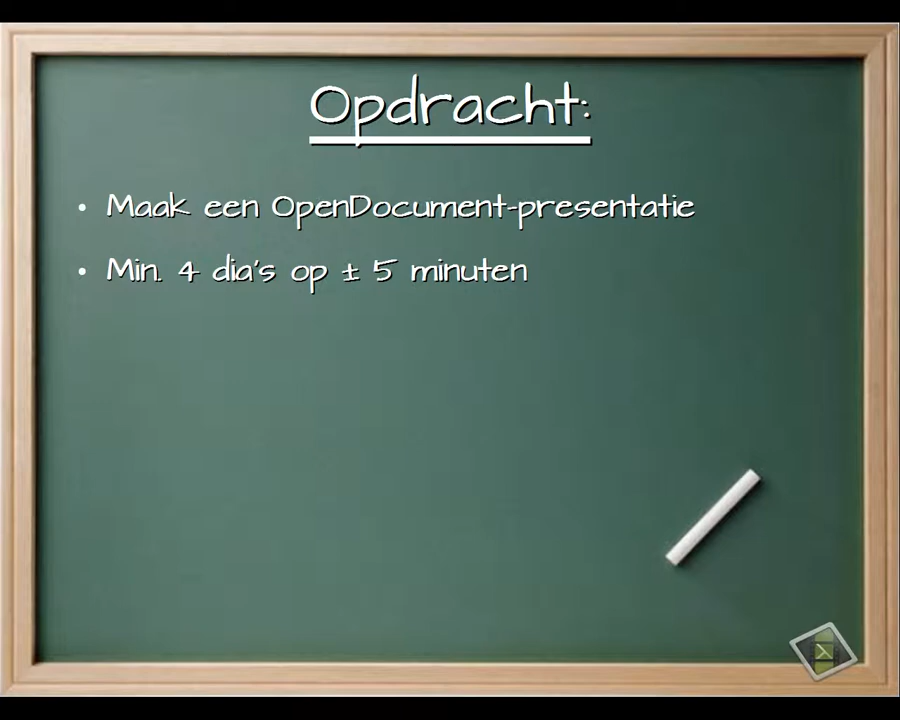 Opdracht:
• Maak een OpenDocument-presentatie
• Min. 4 dia's op ± 5 minuten